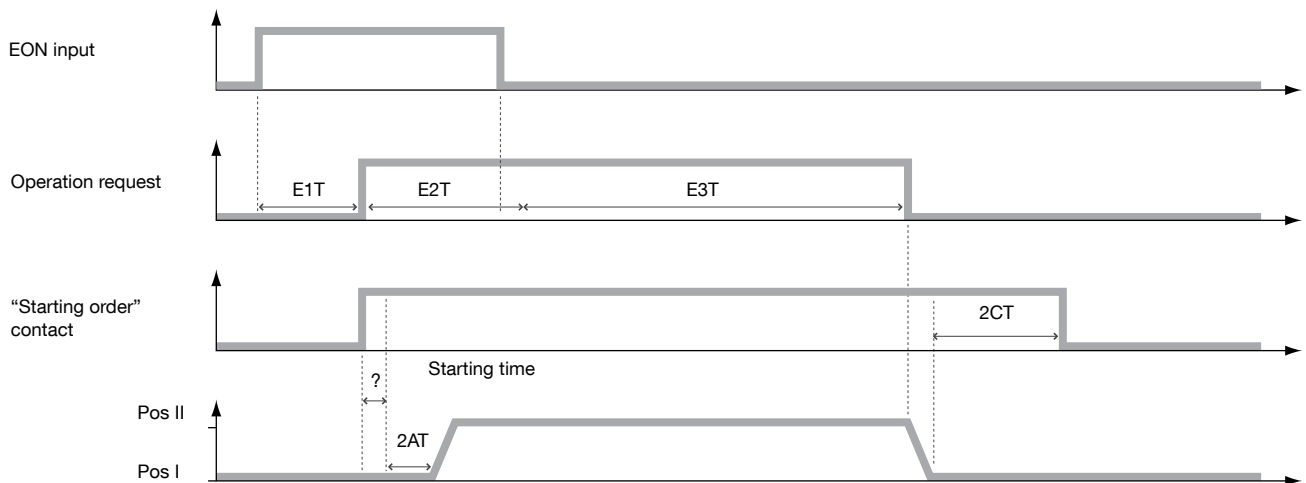 EON input
Operation request
E1T
E2T
E3T
“Starting order”
contact
2CT
Starting time
?
Pos II
2AT
Pos I